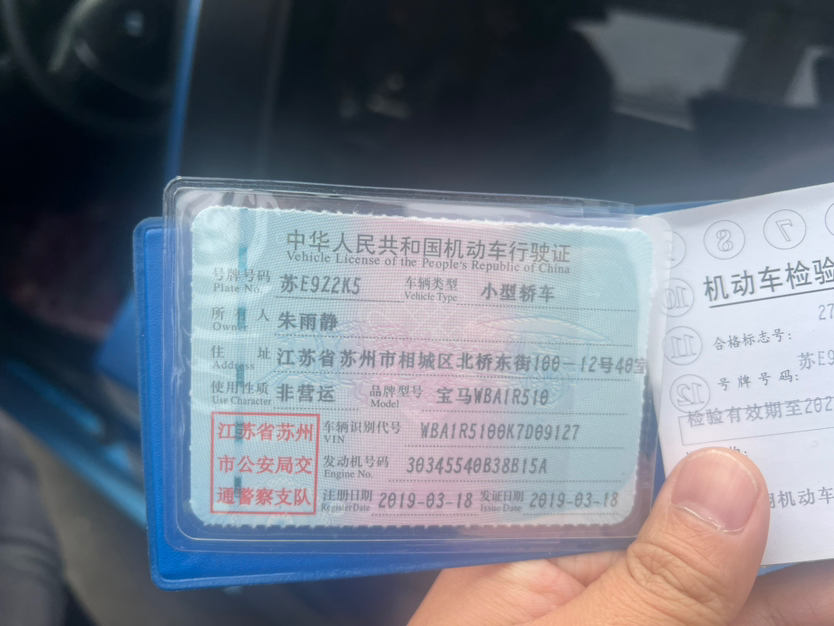 中华人民共和国机动车行驶证
Vehicle License of the People's Republic of China
号牌号码 苏E9Z2K5 车辆类型 小型轿车
Plate No. Vehicle Type
所有人 朱雨静
Owner
住址 江苏省苏州市相城区北桥东街100-12号40室
Address
使用性质 非营运 品牌型号 宝马WBA1R510
Use Character Model
江苏省苏州
市公安局交
通警察支队
车辆识别代号 WBA1R5100K7D09127
VIN
发动机号码 30345540B38B15A
Engine No.
注册日期 2019-03-18 发证日期 2019-03-18
Register Date Issue Date
7
8
10
11
12
机动车检验
27
合格标志号:
苏E9
号牌号码:
检验有效期至202
机动车